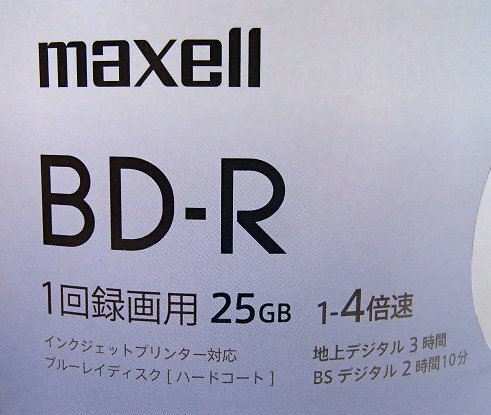 maxell
BD-R
1回録画用 25GB 1-4倍速
インクジェットプリンター対応 地上デジタル 3 時間
ブルーレイディスク [ ハードコート ] BS デジタル 2 時間10分